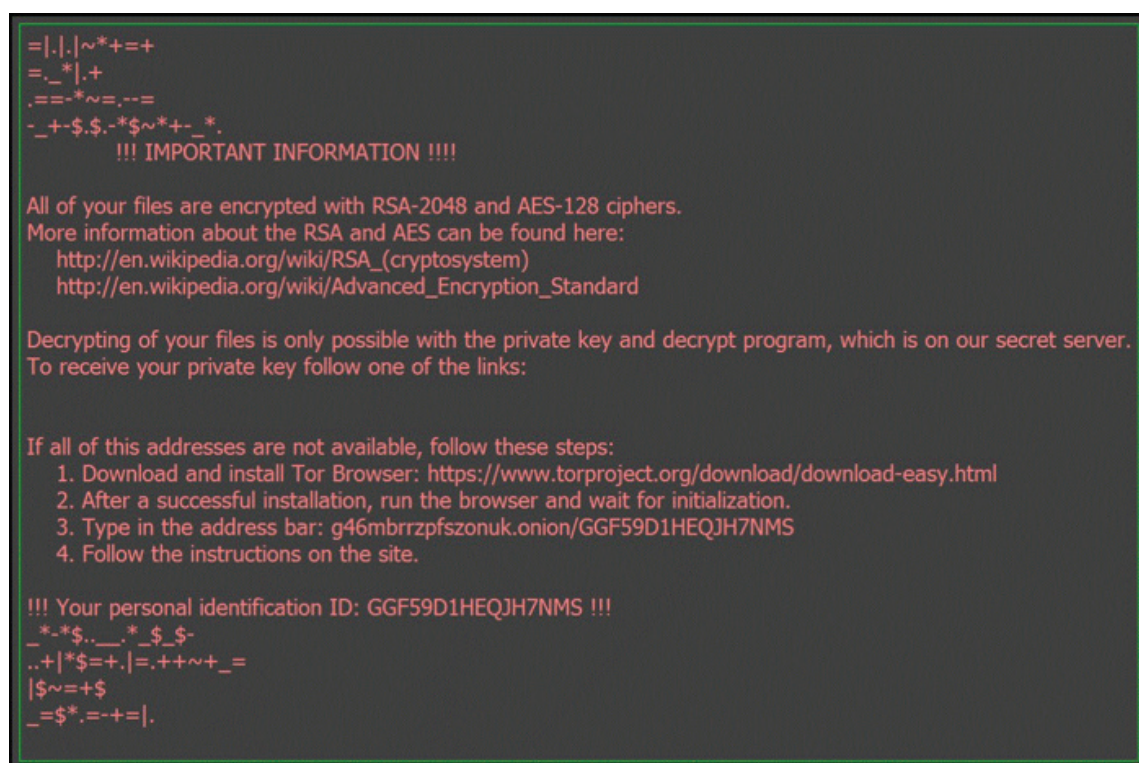 =|.|.|~*+=+
=._*|.+
.==-*~=.--=
-_+-$.$.-*$~*+-_*.
!!! IMPORTANT INFORMATION !!!!
All of your files are encrypted with RSA-2048 and AES-128 ciphers.
More information about the RSA and AES can be found here:
http://en.wikipedia.org/wiki/RSA_(cryptosystem)
http://en.wikipedia.org/wiki/Advanced_Encryption_Standard
Decrypting of your files is only possible with the private key and decrypt program, which is on our secret server.
To receive your private key follow one of the links:
If all of this addresses are not available, follow these steps:
1. Download and install Tor Browser: https://www.torproject.org/download/download-easy.html
2. After a successful installation, run the browser and wait for initialization.
3. Type in the address bar: g46mbrrzpfszonuk.onion/GGF59D1HEQJH7NMS
4. Follow the instructions on the site.
!!! Your personal identification ID: GGF59D1HEQJH7NMS !!!
_*-*$..__.*_$_$-
..+|*$=+.|=.++~+_=
|$~=+$
_=$*.=-+=|.